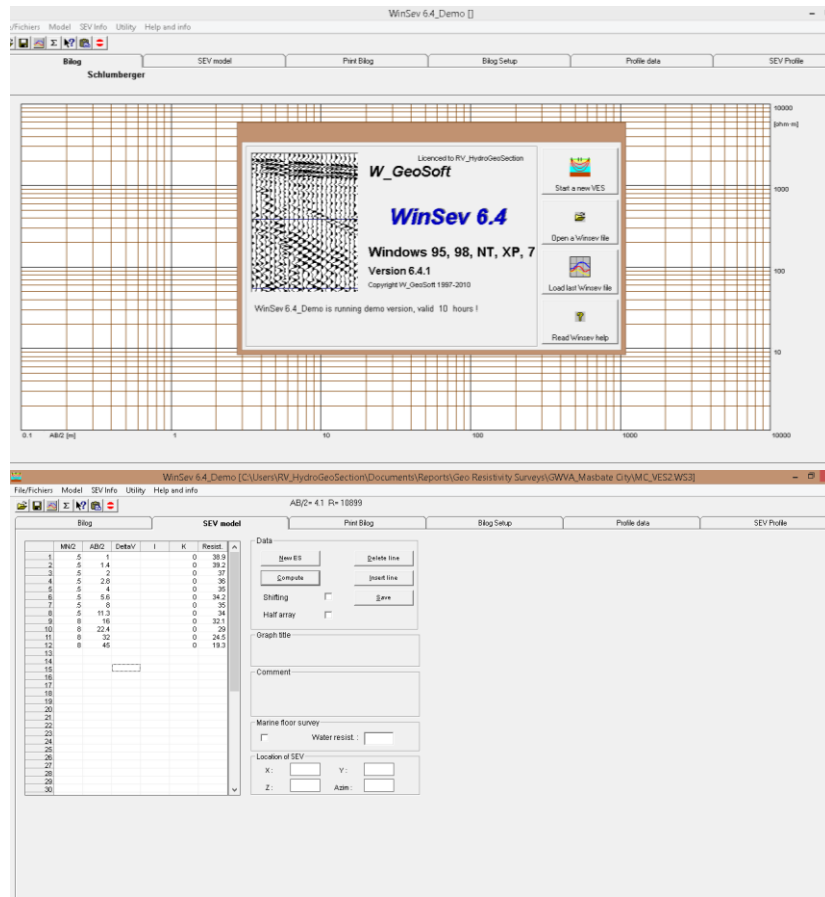 WinSev 6.4_Demo []
/Fichiers Model SEV Info Utility Help and info
Bilog SEV model Print Bilog Bilog Setup Profile data SEV Profile
Schlumberger
10000
[ohm·m]
Licenced to RV_HydroGeoSection
W_GeoSoft
Start a new VES
1000
WinSev 6.4
Open a Winsev file
Windows 95, 98, NT, XP, 7
Version 6.4.1
100
Copyright W_GeoSoft 1997-2010
Load last Winsev file
WinSev 6.4_Demo is running demo version, valid 10 hours !
Read Winsev help
10
0.1 AB/2 [m] 1 10 100 1000 10000
WinSev 6.4_Demo [C:\Users\RV_HydroGeoSection\Documents\Reports\Geo Resistivity Surveys\GWVA_Masbate City\MC_VES2.WS3]
File/Fichiers Model SEV Info Utility Help and info
AB/2= 4.1 R= 10899
Bilog SEV model Print Bilog Bilog Setup Profile data SEV Profile
MN/2 AB/2 DeltaV I K Resist.
1 .5 1 0 38.9
2 .5 1.4 0 39.2
3 .5 2 0 37
4 .5 2.8 0 36
5 .5 4 0 35
6 .5 5.6 0 34.2
7 .5 8 0 35
8 .5 11.3 0 34
9 8 16 0 32.1
10 8 22.4 0 29
11 8 32 0 24.5
12 8 45 0 19.3
13
14
15
16
17
18
19
20
21
22
23
24
25
26
27
28
29
30
Data
New ES Delete line
Compute Insert line
Shifting Save
Half array
Graph title
Comment
Marine floor survey
Water resist. :
Location of SEV
X : Y :
Z : Azim :